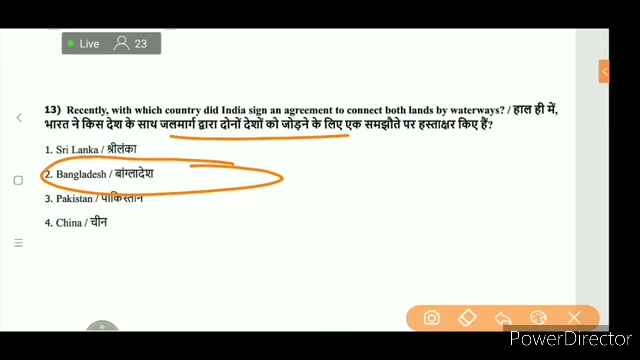 Live 23
13) Recently, with which country did India sign an agreement to connect both lands by waterways? / हाल ही में,
भारत ने किस देश के साथ जलमार्ग द्वारा दोनों देशों को जोड़ने के लिए एक समझौते पर हस्ताक्षर किए हैं?
1. Sri Lanka / श्रीलंका
2. Bangladesh / बांग्लादेश
3. Pakistan / पाकिस्तान
4. China / चीन
PowerDirector